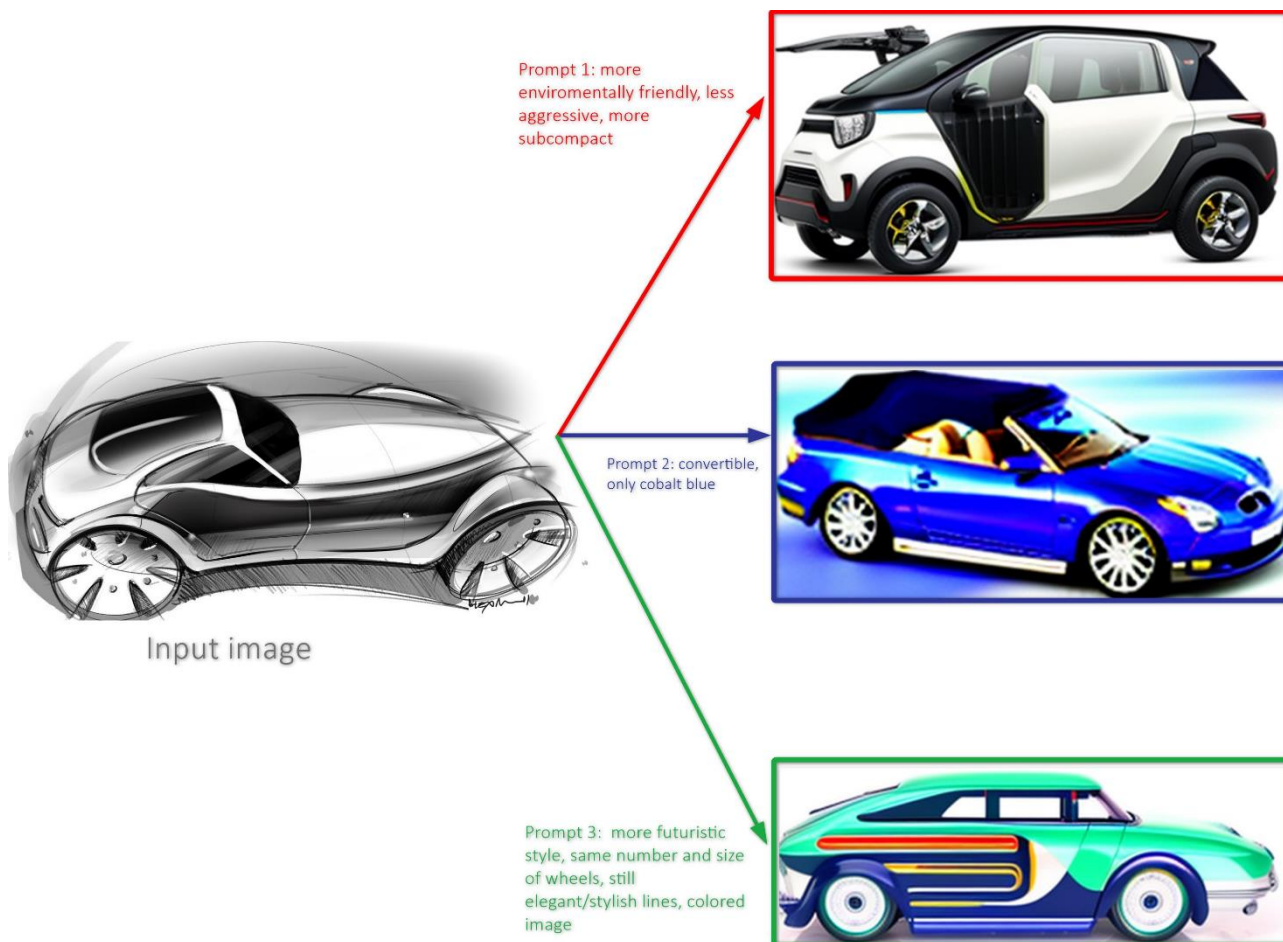 Prompt 1: more
enviromentally friendly, less
aggressive, more
subcompact
Prompt 2: convertible,
only cobalt blue
Input image
Prompt 3:  more futuristic
style, same number and size
of wheels, still
elegant/stylish lines, colored
image